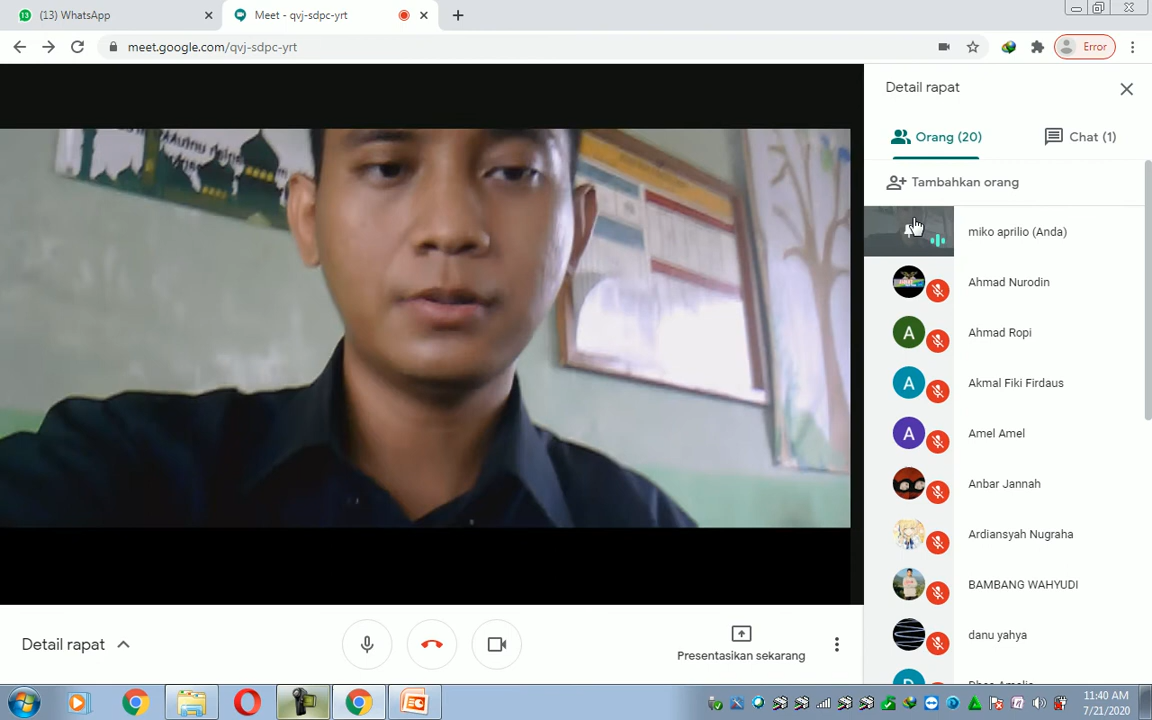 (13) WhatsApp
Meet - qvj-sdpc-yrt
meet.google.com/qvj-sdpc-yrt
Error
Detail rapat
Orang (20)
Chat (1)
Tambahkan orang
miko aprilio (Anda)
Ahmad Nurodin
A
Ahmad Ropi
A
Akmal Fiki Firdaus
A
Amel Amel
Anbar Jannah
Ardiansyah Nugraha
BAMBANG WAHYUDI
danu yahya
Detail rapat
Presentasikan sekarang
11:40 AM
7/21/2020